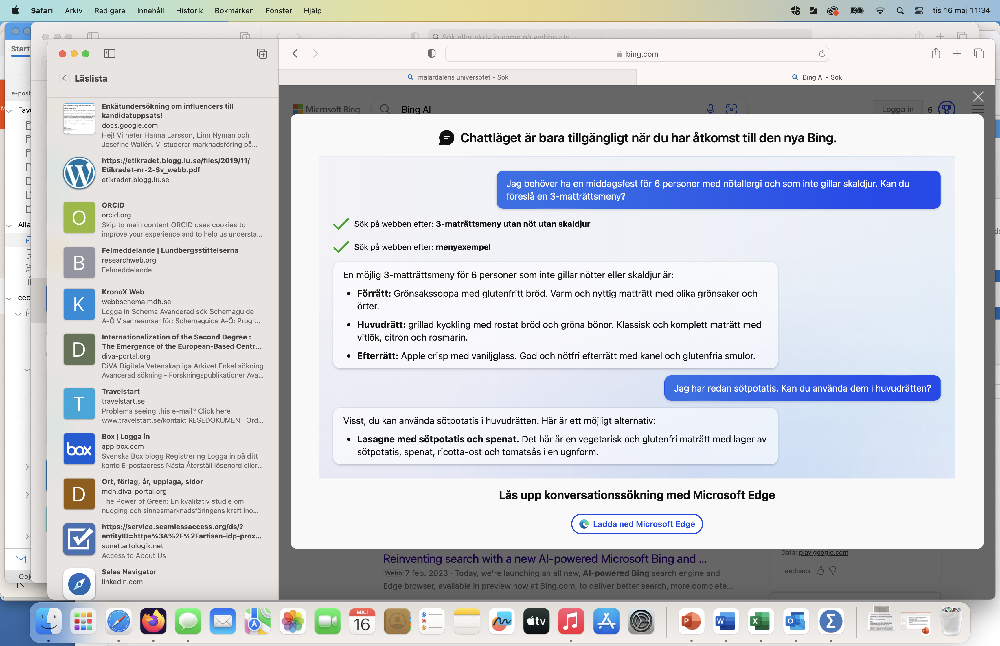 Safari Arkiv Redigera Innehåll Historik Bokmärken Fönster Hjälp
tis 16 maj 11:34
Sök eller skriv in namn på webbplats
Start
bing.com
Läslista
mälardalens universotet - Sök
Bing AI - Sök
e-post
Microsoft Bing
Bing AI
Logga in
6
Enkätundersökning om influencers till
kandidatuppsats!
docs.google.com
Hej! Vi heter Hanna Larsson, Linn Nyman och
Josefine Wallén. Vi studerar marknadsföring på...
https://etikradet.blogg.lu.se/files/2019/11/
Etikradet-nr-2-Sv_webb.pdf
etikradet.blogg.lu.se
O
ORCID
orcid.org
Skip to main content ORCID uses cookies to
improve your experience and to help us understa...
B
Felmeddelande | Lundbergsstiftelserna
researchweb.org
Felmeddelande
K
KronoX Web
webbschema.mdh.se
Logga in Schema Avancerad sök Schemaguide
A-Ö Visar resurser för: Schemaguide A-Ö: Progr...
D
Internationalization of the Second Degree :
The Emergence of the European-Based Centr...
diva-portal.org
DiVA Digitala Vetenskapliga Arkivet Enkel sökning
Avancerad sökning - Forskningspublikationer Ava...
T
Travelstart
travelstart.se
Problems seeing this e-mail? Click here
www.travelstart.se/kontakt RESEDOKUMENT Ord...
box
Box | Logga in
app.box.com
Svenska Box blogg Registrering Logga in på ditt
konto E-postadress Nästa Återställ lösenord eller...
D
Ort, förlag, år, upplaga, sidor
mdh.diva-portal.org
The Power of Green: En kvalitativ studie om
nudging och sinnesmarknadsföringens kraft ino...
https://service.seamlessaccess.org/ds/?
entityID=https%3A%2F%2Fartisan-idp-prox...
sunet.artologik.net
Access to About Us
Sales Navigator
linkedin.com
Fav
Alla
cec
Obj
Chattläget är bara tillgängligt när du har åtkomst till den nya Bing.
Jag behöver ha en middagsfest för 6 personer med nötallergi och som inte gillar skaldjur. Kan du
föreslå en 3-matträttsmeny?
Sök på webben efter: 3-maträttsmeny utan nöt utan skaldjur
Sök på webben efter: menyexempel
En möjlig 3-matträttsmeny för 6 personer som inte gillar nötter eller skaldjur är:
• Förrätt: Grönsakssoppa med glutenfritt bröd. Varm och nyttig matträtt med olika grönsaker och
örter.
• Huvudrätt: grillad kyckling med rostat bröd och gröna bönor. Klassisk och komplett maträtt med
vitlök, citron och rosmarin.
• Efterrätt: Apple crisp med vaniljglass. God och nötfri efterrätt med kanel och glutenfria smulor.
Jag har redan sötpotatis. Kan du använda dem i huvudrätten?
Visst, du kan använda sötpotatis i huvudrätten. Här är ett möjligt alternativ:
• Lasagne med sötpotatis och spenat. Det här är en vegetarisk och glutenfri maträtt med lager av
sötpotatis, spenat, ricotta-ost och tomatsås i en ugnform.
Lås upp konversationssökning med Microsoft Edge
Ladda ned Microsoft Edge
Reinventing search with a new AI-powered Microsoft Bing and ...
Webb 7 feb. 2023 · Today, we're launching an all new, AI-powered Bing search engine and
Edge browser, available in preview now at Bing.com, to deliver better search, more complete...
Data: play.google.com
Feedback
MAJ
16
tv
P
W
X
O
Σ